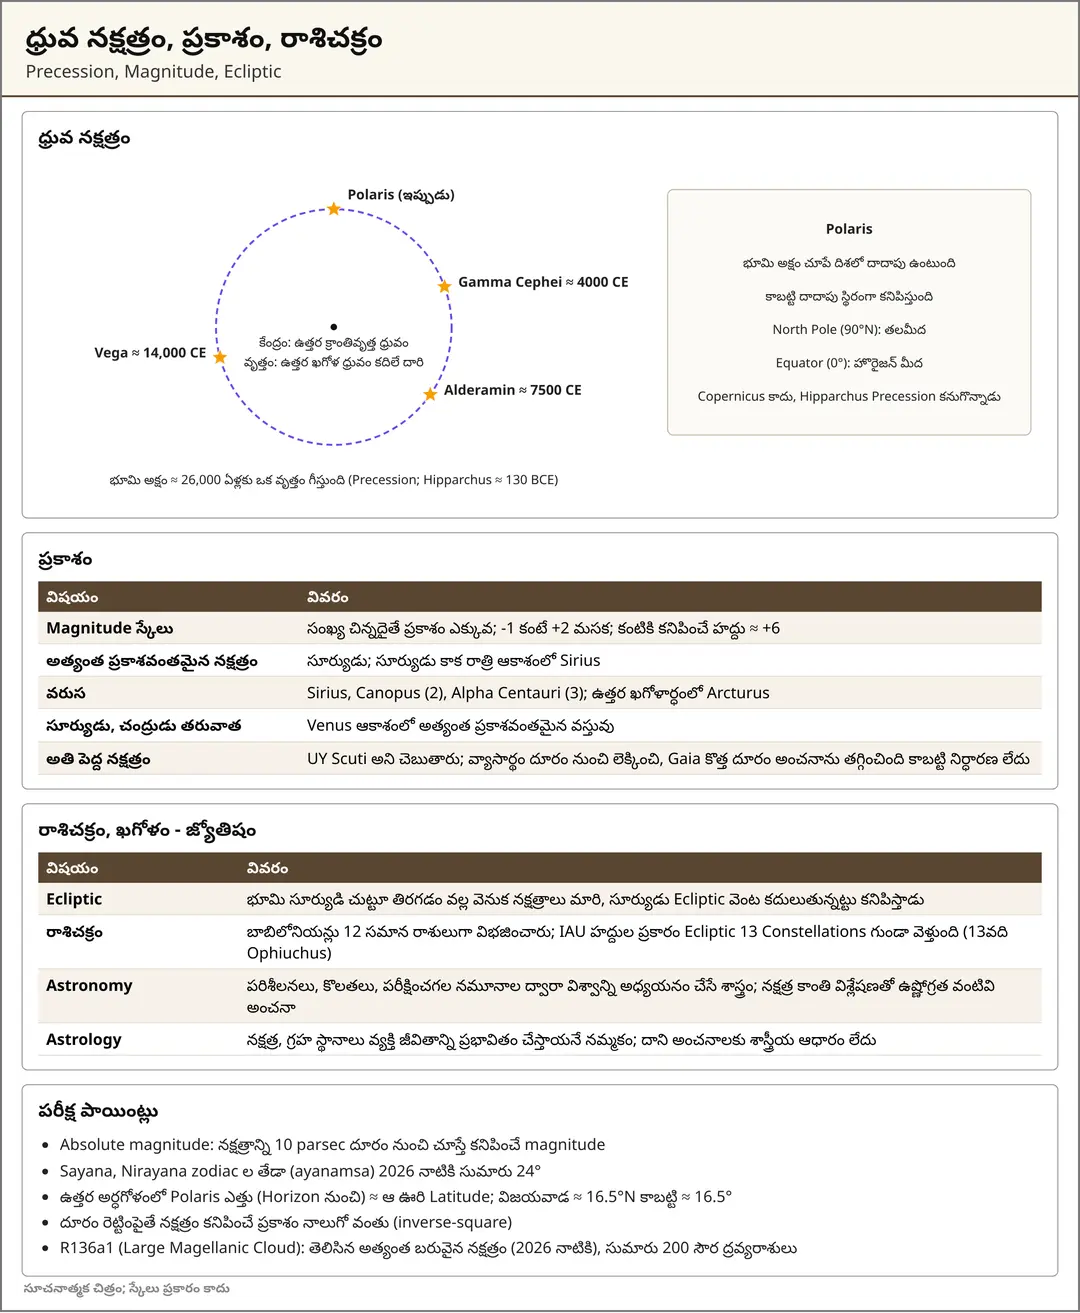 ధ్రువ నక్షత్రం, ప్రకాశం, రాశిచక్రం
Precession, Magnitude, Ecliptic
ధ్రువ నక్షత్రం
Polaris (ఇప్పుడు)
Gamma Cephei ≈ 4000 CE
Vega ≈ 14,000 CE
కేంద్రం: ఉత్తర క్రాంతివృత్త ధ్రువం
వృత్తం: ఉత్తర ఖగోళ ధ్రువం కదిలే దారి
Alderamin ≈ 7500 CE
భూమి అక్షం ≈ 26,000 ఏళ్లకు ఒక వృత్తం గీస్తుంది (Precession; Hipparchus ≈ 130 BCE)
Polaris
భూమి అక్షం చూపే దిశలో దాదాపు ఉంటుంది
కాబట్టి దాదాపు స్థిరంగా కనిపిస్తుంది
North Pole (90°N): తలమీద
Equator (0°): హొరైజన్ మీద
Copernicus కాదు, Hipparchus Precession కనుగొన్నాడు
ప్రకాశం
విషయం వివరం
Magnitude స్కేలు సంఖ్య చిన్నదైతే ప్రకాశం ఎక్కువ; -1 కంటే +2 మసక; కంటికి కనిపించే హద్దు ≈ +6
అత్యంత ప్రకాశవంతమైన నక్షత్రం సూర్యుడు; సూర్యుడు కాక రాత్రి ఆకాశంలో Sirius
వరుస Sirius, Canopus (2), Alpha Centauri (3); ఉత్తర ఖగోళార్ధంలో Arcturus
సూర్యుడు, చంద్రుడు తరువాత Venus ఆకాశంలో అత్యంత ప్రకాశవంతమైన వస్తువు
అతి పెద్ద నక్షత్రం UY Scuti అని చెబుతారు; వ్యాసార్థం దూరం నుంచి లెక్కించి, Gaia కొత్త దూరం అంచనాను తగ్గించింది కాబట్టి నిర్ధారణ లేదు
రాశిచక్రం, ఖగోళం - జ్యోతిషం
విషయం వివరం
Ecliptic భూమి సూర్యుడి చుట్టూ తిరగడం వల్ల వెనుక నక్షత్రాలు మారి, సూర్యుడు Ecliptic వెంట కదులుతున్నట్టు కనిపిస్తాడు
రాశిచక్రం బాబిలోనియన్లు 12 సమాన రాశులుగా విభజించారు; IAU హద్దుల ప్రకారం Ecliptic 13 Constellations గుండా వెళ్తుంది (13వది
Ophiuchus)
Astronomy పరిశీలనలు, కొలతలు, పరీక్షించగల నమూనాల ద్వారా విశ్వాన్ని అధ్యయనం చేసే శాస్త్రం; నక్షత్ర కాంతి విశ్లేషణతో ఉష్ణోగ్రత వంటివి
అంచనా
Astrology నక్షత్ర, గ్రహ స్థానాలు వ్యక్తి జీవితాన్ని ప్రభావితం చేస్తాయనే నమ్మకం; దాని అంచనాలకు శాస్త్రీయ ఆధారం లేదు
పరీక్ష పాయింట్లు
• Absolute magnitude: నక్షత్రాన్ని 10 parsec దూరం నుంచి చూస్తే కనిపించే magnitude
• Sayana, Nirayana zodiac ల తేడా (ayanamsa) 2026 నాటికి సుమారు 24°
• ఉత్తర అర్ధగోళంలో Polaris ఎత్తు (Horizon నుంచి) ≈ ఆ ఊరి Latitude; విజయవాడ ≈ 16.5°N కాబట్టి ≈ 16.5°
• దూరం రెట్టింపైతే నక్షత్రం కనిపించే ప్రకాశం నాలుగో వంతు (inverse-square)
• R136a1 (Large Magellanic Cloud): తెలిసిన అత్యంత బరువైన నక్షత్రం (2026 నాటికి), సుమారు 200 సౌర ద్రవ్యరాశులు
సూచనాత్మక చిత్రం; స్కేలు ప్రకారం కాదు